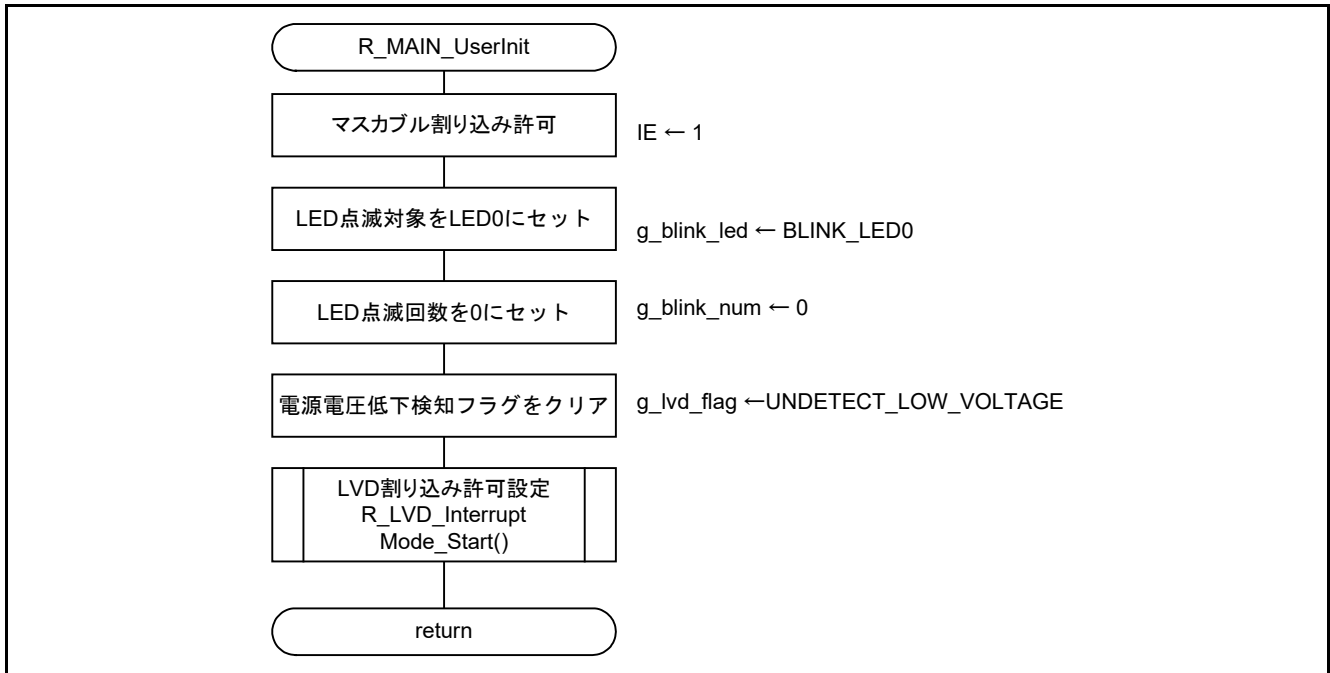 R_MAIN_UserInit
マスカブル割り込み許可
IE ← 1
LED点滅対象をLED0にセット
g_blink_led ← BLINK_LED0
LED点滅回数を0にセット
g_blink_num ← 0
電源電圧低下検知フラグをクリア
g_lvd_flag ←UNDETECT_LOW_VOLTAGE
LVD割り込み許可設定
R_LVD_Interrupt
Mode_Start()
return